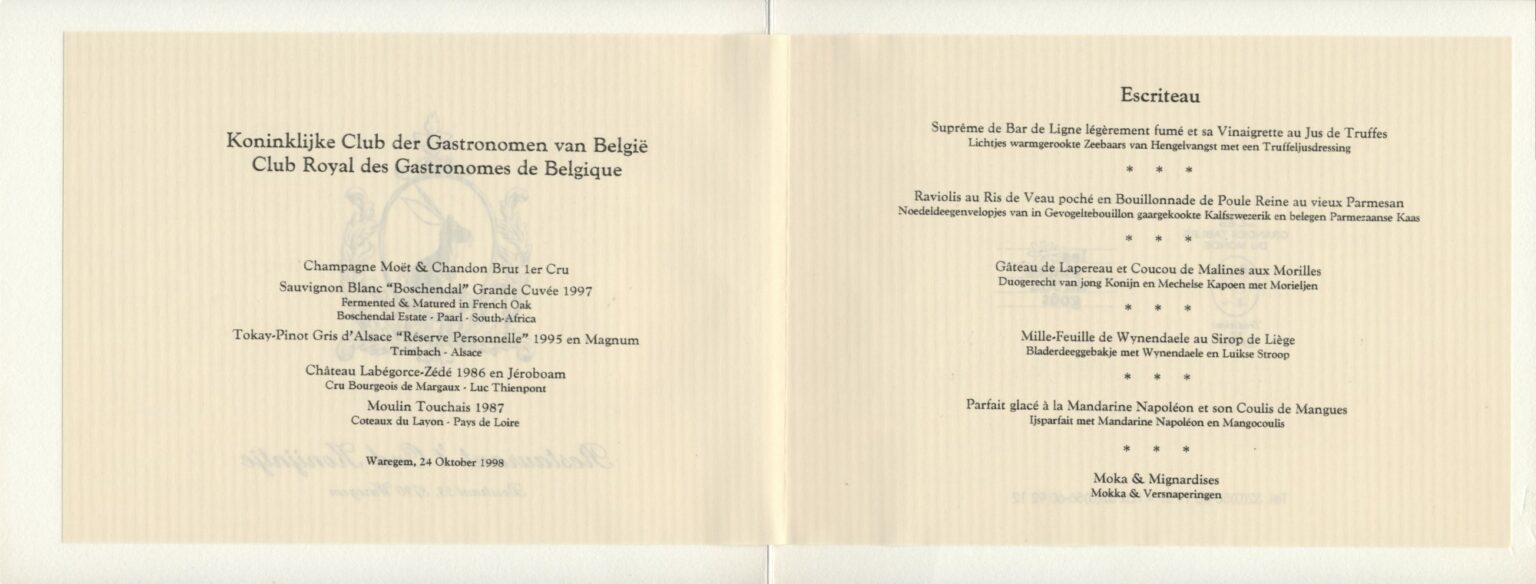 Koninklijke Club der Gastronomen van België
Club Royal des Gastronomes de Belgique
Champagne Moët & Chandon Brut 1er Cru
Sauvignon Blanc "Boschendal" Grande Cuvée 1997
Fermented & Matured in French Oak
Boschendal Estate - Paarl - South-Africa
Tokay-Pinot Gris d'Alsace "Réserve Personnelle" 1995 en Magnum
Trimbach - Alsace
Château Labégorce-Zédé 1986 en Jéroboam
Cru Bourgeois de Margaux - Luc Thienpont
Moulin Touchais 1987
Coteaux du Layon - Pays de Loire
Waregem, 24 Oktober 1998
Escriteau
Suprême de Bar de Ligne légèrement fumé et sa Vinaigrette au Jus de Truffes
Lichtjes warmgerookte Zeebaars van Hengelvangst met een Truffeljusdressing
* * *
Raviolis au Ris de Veau poché en Bouillonnade de Poule Reine au vieux Parmesan
Noedeldeegenvelopjes van in Gevogeltebouillon gaargekookte Kalfszwezerik en belegen Parmezaanse Kaas
* * *
Gâteau de Lapereau et Coucou de Malines aux Morilles
Duogerecht van jong Konijn en Mechelse Kapoen met Morieljen
* * *
Mille-Feuille de Wynendaele au Sirop de Liège
Bladerdeeggebakje met Wynendaele en Luikse Stroop
* * *
Parfait glacé à la Mandarine Napoléon et son Coulis de Mangues
Ijsparfait met Mandarine Napoléon en Mangocoulis
* * *
Moka & Mignardises
Mokka & Versnaperingen